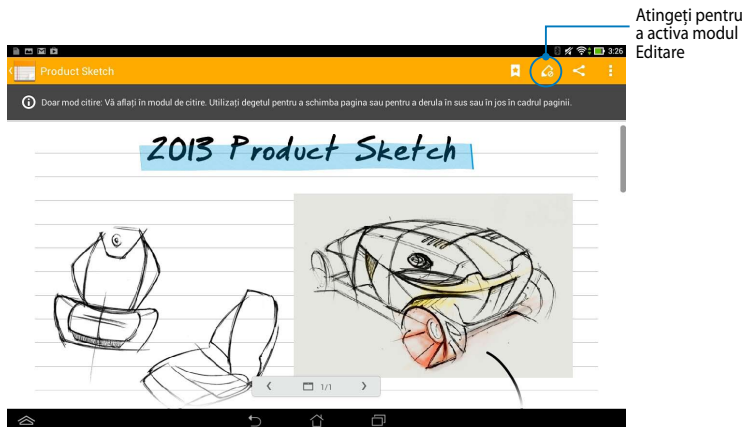 Atingeți pentru
a activa modul
Editare
3:26
Product Sketch
Doar mod citire: Vă aflați în modul de citire. Utilizați degetul pentru a schimba pagina sau pentru a derula în sus sau în jos în cadrul paginii.
2013 Product Sketch
1/1